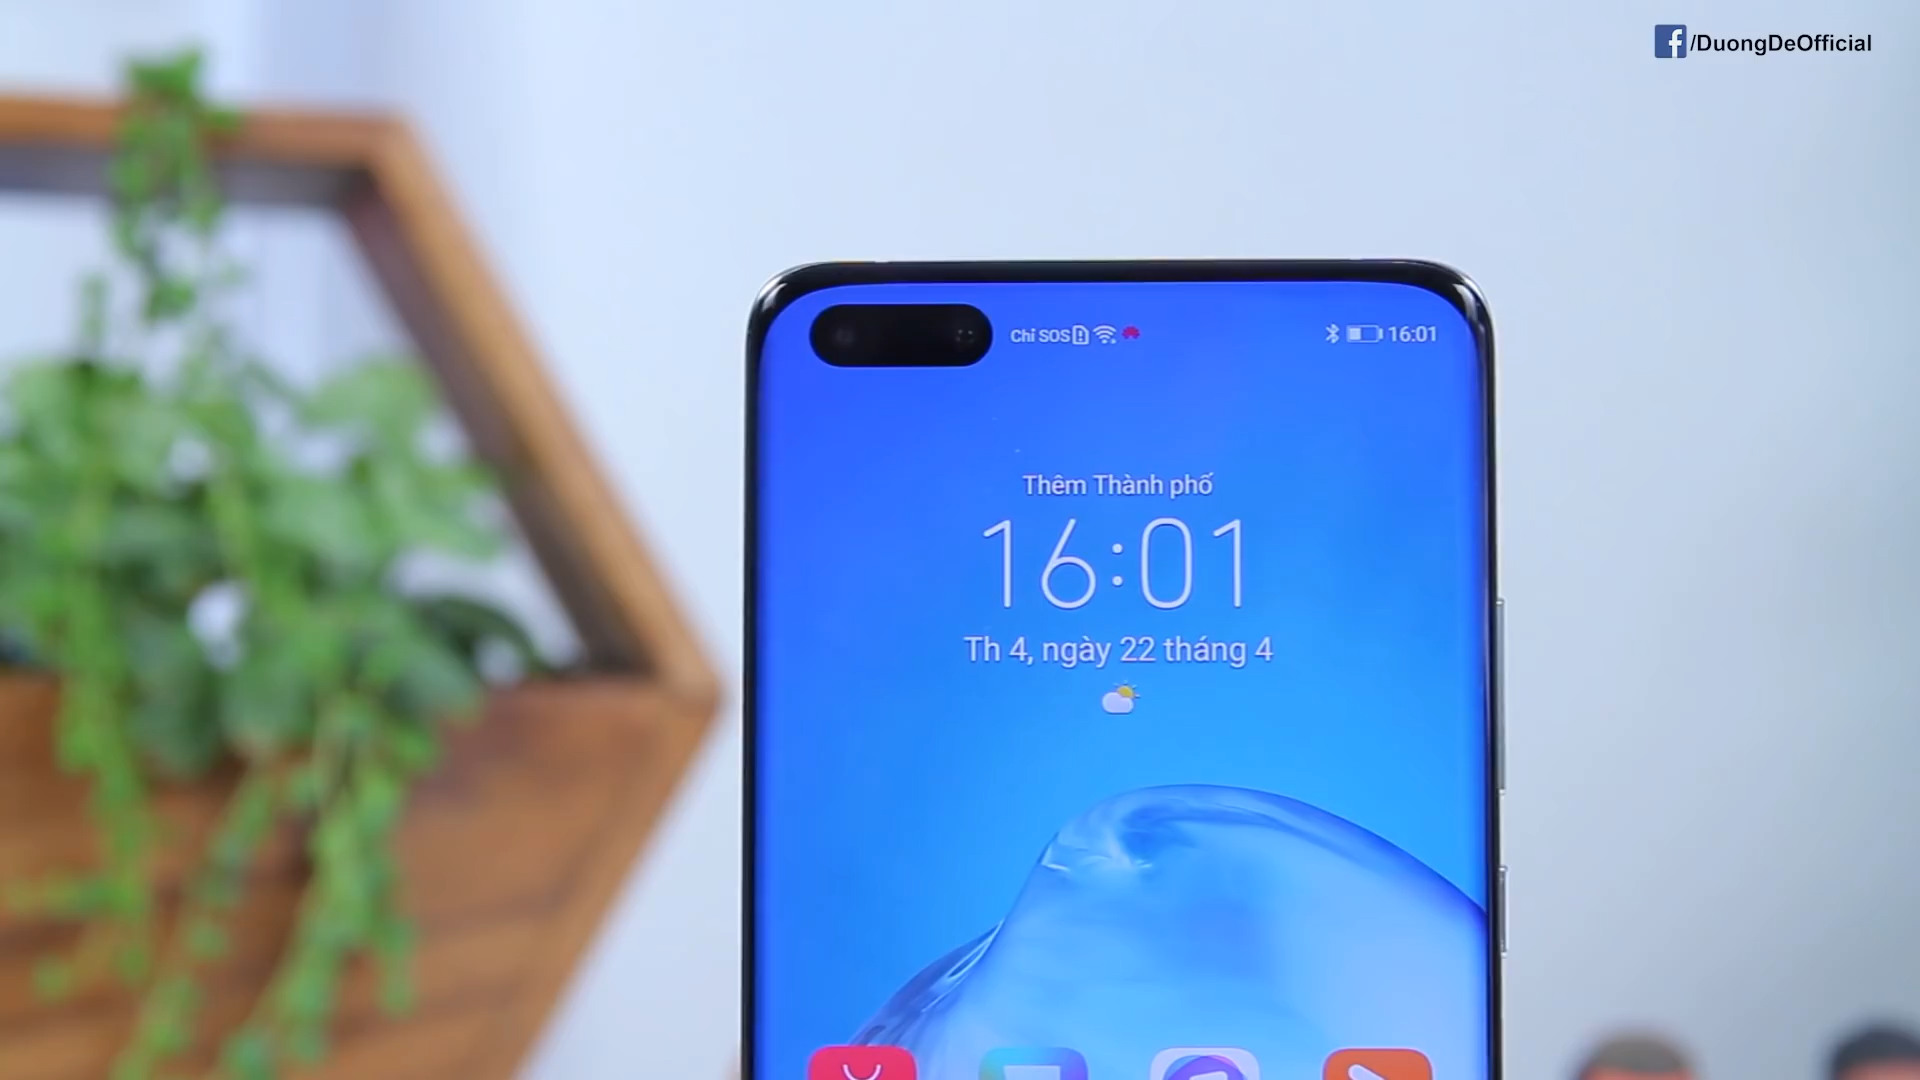 /DuongDeOfficial
Chỉ SOS
16:01
Thêm Thành phố
16:01
Th 4, ngày 22 tháng 4